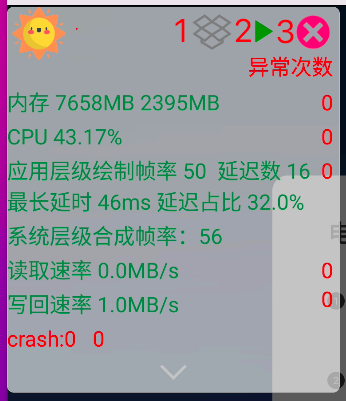 1 2 3
异常次数
内存 7658MB 2395MB 0
CPU 43.17% 0
应用层级绘制帧率 50 延迟数 16 0
最长延时 46ms 延迟占比 32.0%
系统层级合成帧率：56
读取速率 0.0MB/s 0
写回速率 1.0MB/s 0
crash:0 0